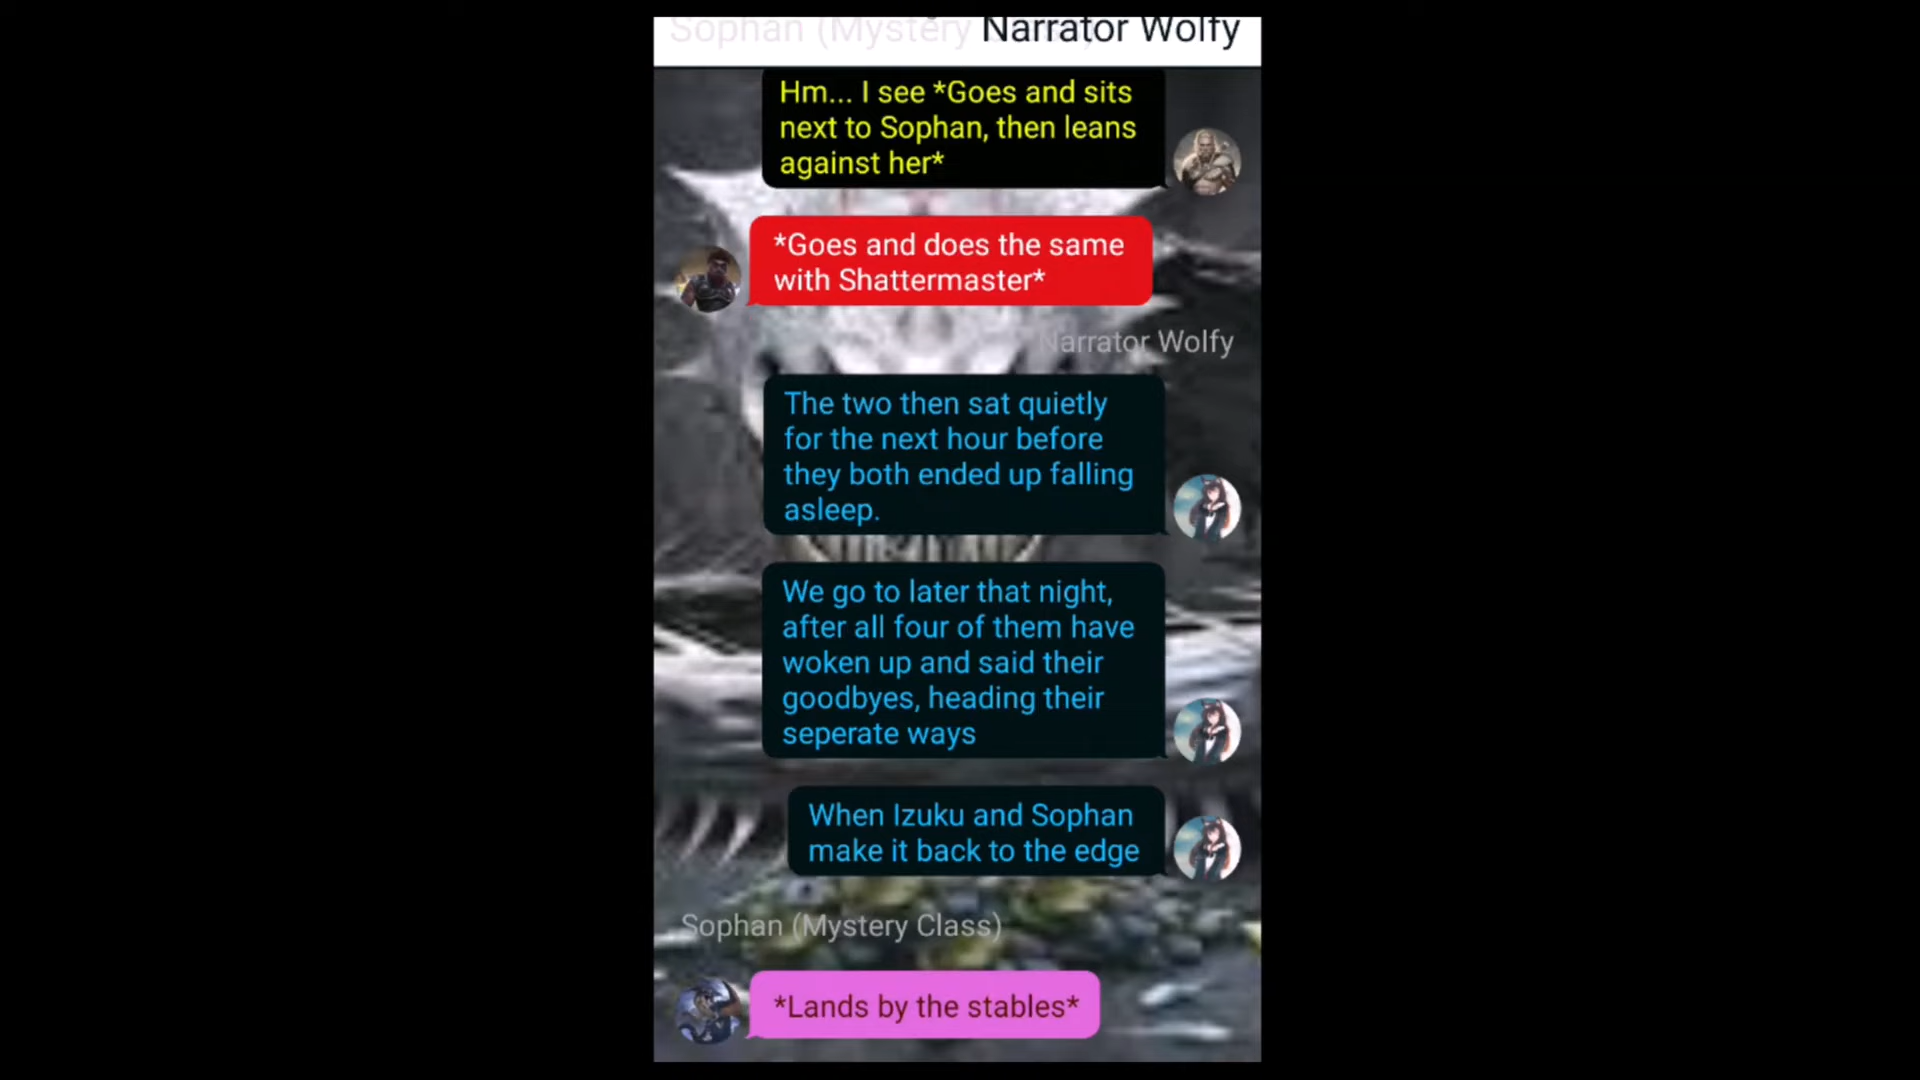 Sophan (Mystery
Narrator Wolfy
Hm... I see *Goes and sits
next to Sophan, then leans
against her*
*Goes and does the same
with Shattermaster*
Narrator Wolfy
The two then sat quietly
for the next hour before
they both ended up falling
asleep.
We go to later that night,
after all four of them have
woken up and said their
goodbyes, heading their
seperate ways
When Izuku and Sophan
make it back to the edge
Sophan (Mystery Class)
*Lands by the stables*